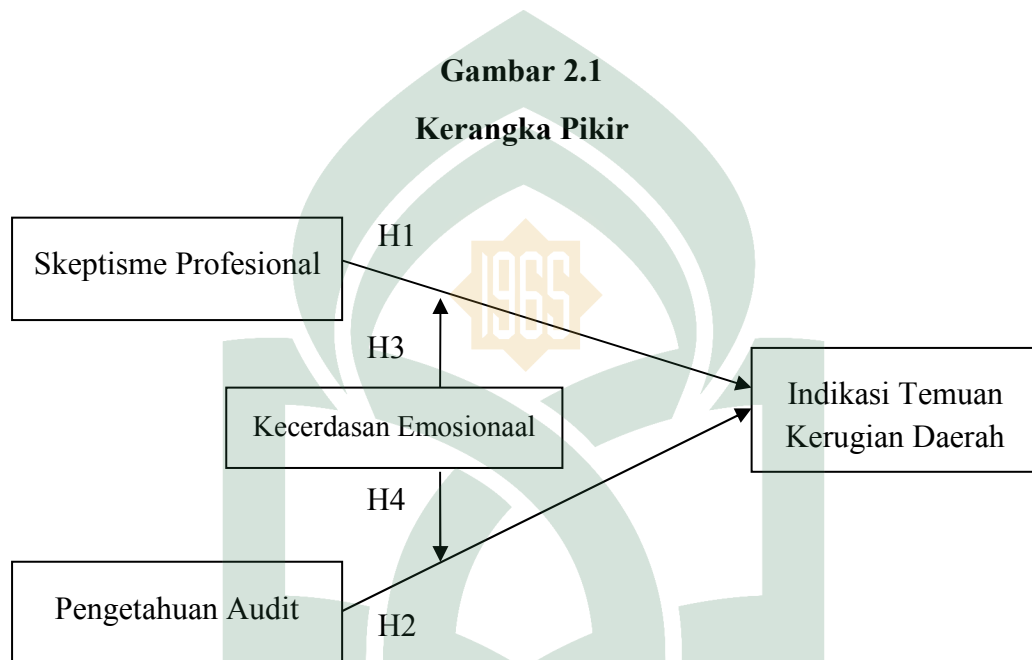 Gambar 2.1
Kerangka Pikir
H1
Skeptisme Profesional
1965
H3
Kecerdasan Emosionaal
Indikasi Temuan
Kerugian Daerah
H4
Pengetahuan Audit
H2